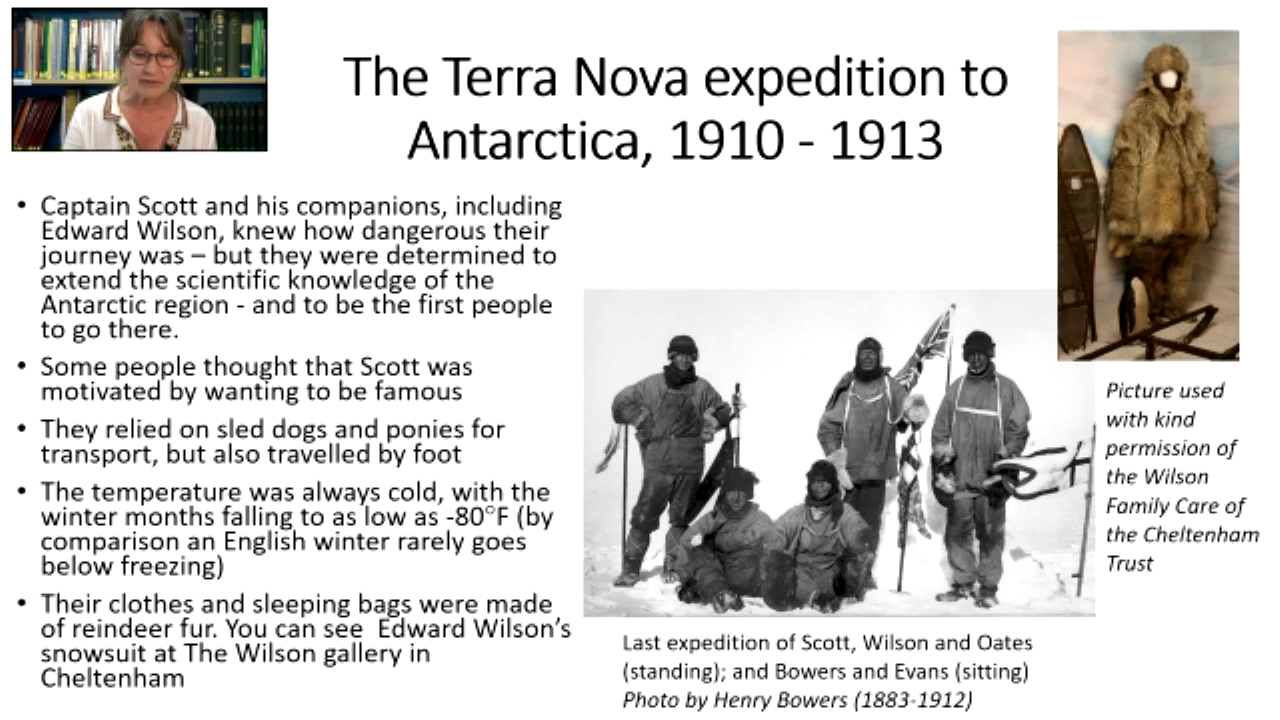 The Terra Nova expedition to
Antarctica, 1910 - 1913
• Captain Scott and his companions, including
Edward Wilson, knew how dangerous their
journey was – but they were determined to
extend the scientific knowledge of the
Antarctic region - and to be the first people
to go there.
• Some people thought that Scott was
motivated by wanting to be famous
• They relied on sled dogs and ponies for
transport, but also travelled by foot
• The temperature was always cold, with the
winter months falling to as low as -80°F (by
comparison an English winter rarely goes
below freezing)
• Their clothes and sleeping bags were made
of reindeer fur. You can see  Edward Wilson’s
snowsuit at The Wilson gallery in
Cheltenham
Last expedition of Scott, Wilson and Oates
(standing); and Bowers and Evans (sitting)
Photo by Henry Bowers (1883-1912)
Picture used
with kind
permission of
the Wilson
Family Care of
the Cheltenham
Trust